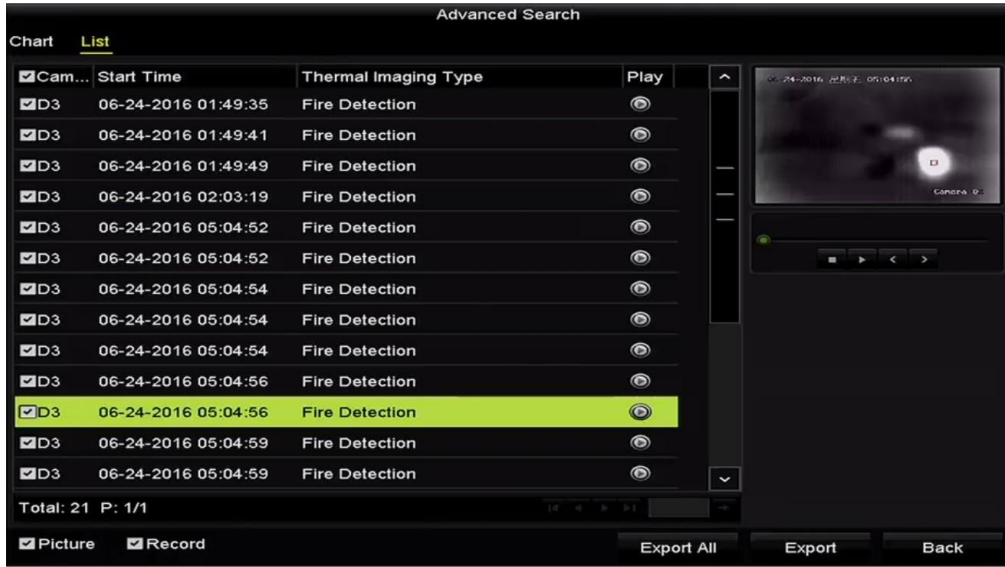 Advanced Search
Chart List
Cam... Start Time Thermal Imaging Type Play
D3 06-24-2016 01:49:35 Fire Detection
D3 06-24-2016 01:49:41 Fire Detection
D3 06-24-2016 01:49:49 Fire Detection
D3 06-24-2016 02:03:19 Fire Detection
D3 06-24-2016 05:04:52 Fire Detection
D3 06-24-2016 05:04:52 Fire Detection
D3 06-24-2016 05:04:54 Fire Detection
D3 06-24-2016 05:04:54 Fire Detection
D3 06-24-2016 05:04:54 Fire Detection
D3 06-24-2016 05:04:56 Fire Detection
D3 06-24-2016 05:04:56 Fire Detection
D3 06-24-2016 05:04:59 Fire Detection
D3 06-24-2016 05:04:59 Fire Detection
Total: 21 P: 1/1
Picture Record Export All Export Back
06-24-2016 05:04:56
Camera